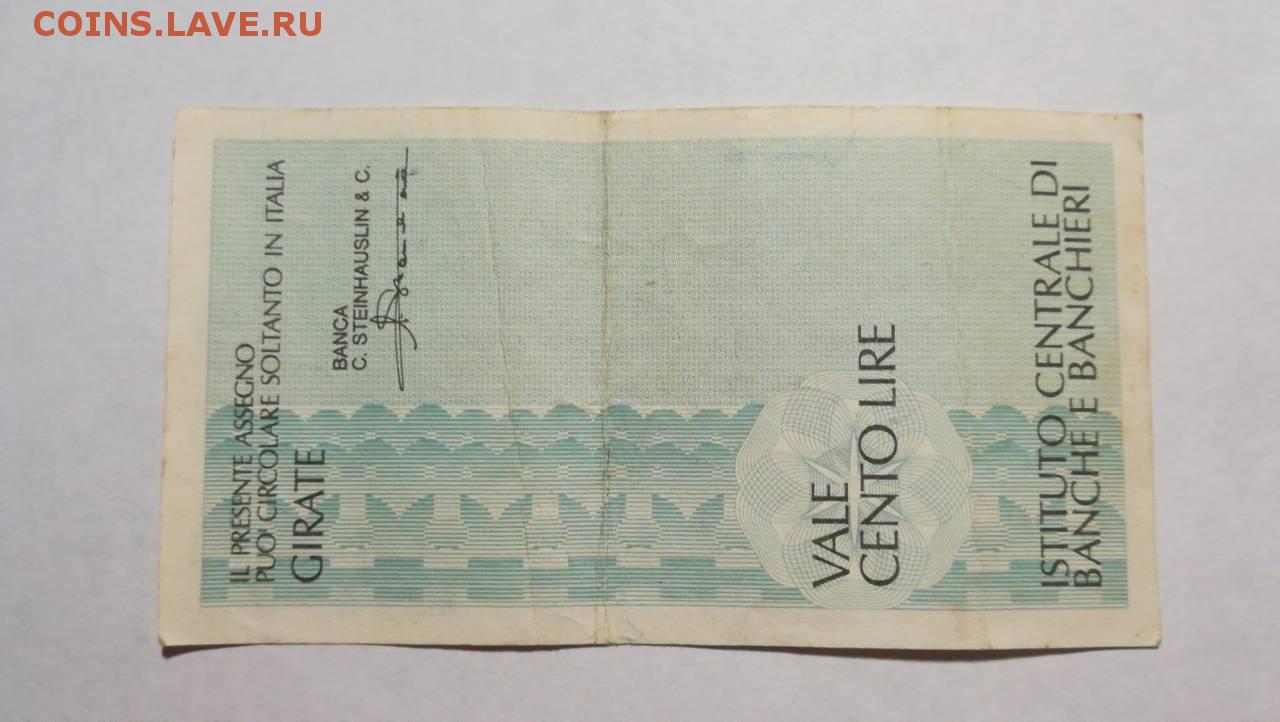 COINS.LAVE.RU
IL PRESENTE ASSEGNO
PUO' CIRCOLARE SOLTANTO IN ITALIA
GIRATE
BANCA
C. STEINHAUSLIN & C.
VALE
CENTO LIRE
ISTITUTO CENTRALE DI
BANCHE E BANCHIERI